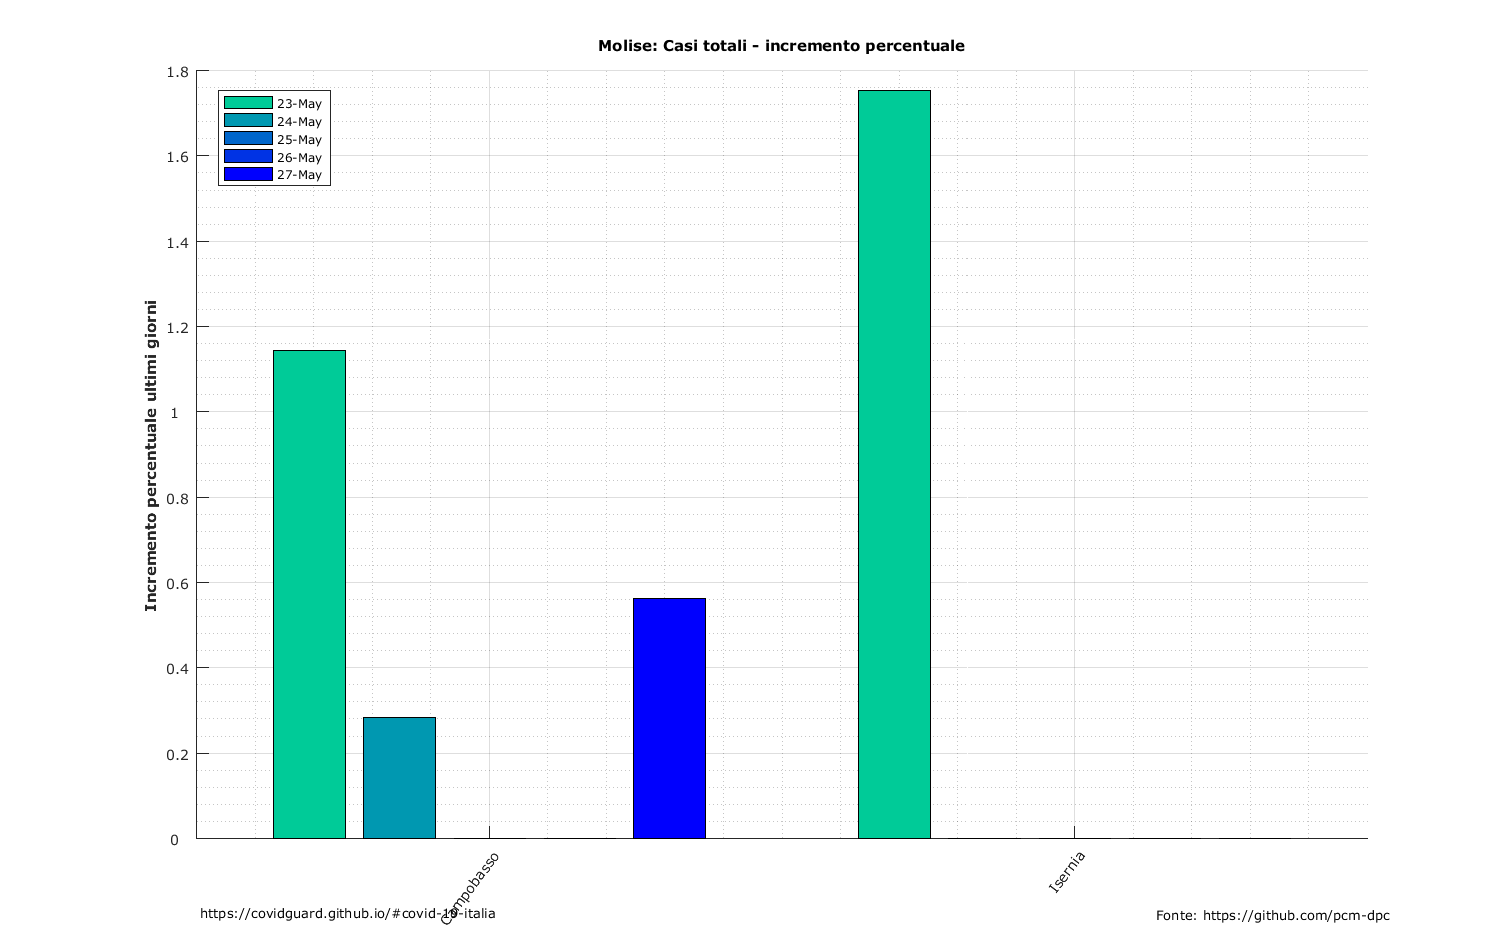 Molise: Casi totali - incremento percentuale
1.8
1.6
1.4
1.2
1
0.8
0.6
0.4
0.2
0
Incremento percentuale ultimi giorni
23-May
24-May
25-May
26-May
27-May
Campobasso
Isernia
https://covidguard.github.io/#covid-19-italia
Fonte: https://github.com/pcm-dpc